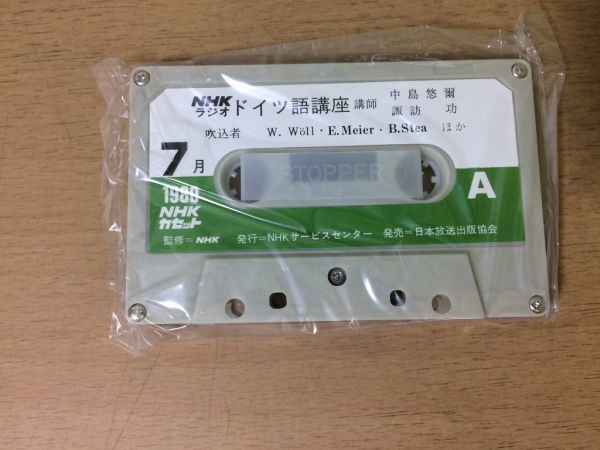 NHK ラジオ ドイツ語講座 講師 中島悠爾 諏訪功
吹込者 W. Wöll・E.Meier・B.Stea ほか
7月
STOPPER
A
1980
NHK
カセット
監修＝NHK 発行＝NHKサービスセンター 発売＝日本放送出版協会